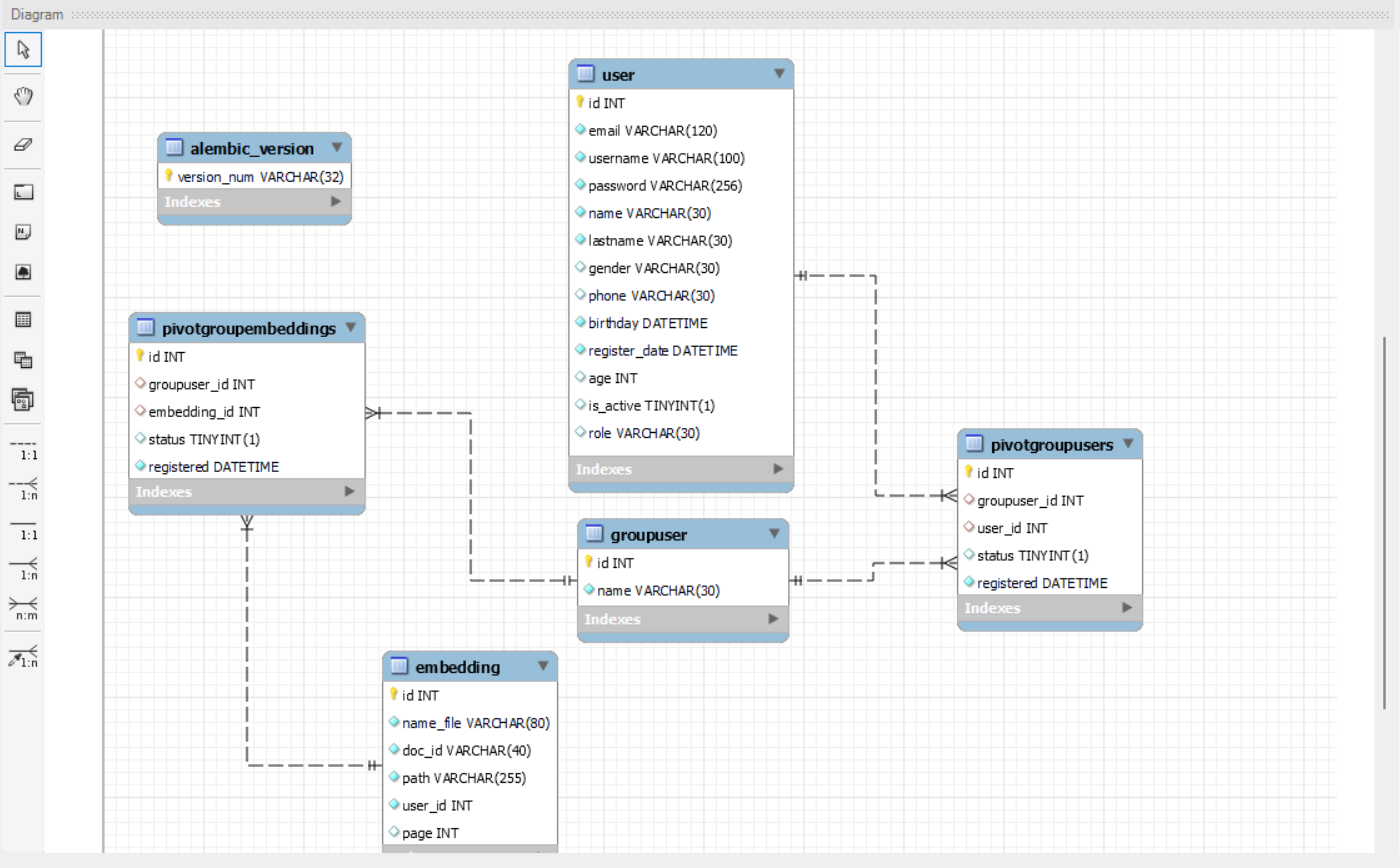 Diagram
alembic_version
version_num VARCHAR(32)
Indexes
user
id INT
email VARCHAR(120)
username VARCHAR(100)
password VARCHAR(256)
name VARCHAR(30)
lastname VARCHAR(30)
gender VARCHAR(30)
phone VARCHAR(30)
birthday DATETIME
register_date DATETIME
age INT
is_active TINYINT(1)
role VARCHAR(30)
Indexes
pivotgroupembeddings
id INT
groupuser_id INT
embedding_id INT
status TINYINT(1)
registered DATETIME
Indexes
groupuser
id INT
name VARCHAR(30)
Indexes
pivotgroupusers
id INT
groupuser_id INT
user_id INT
status TINYINT(1)
registered DATETIME
Indexes
embedding
id INT
name_file VARCHAR(80)
doc_id VARCHAR(40)
path VARCHAR(255)
user_id INT
page INT
1:1
1:n
1:1
1:n
n:m
1:n